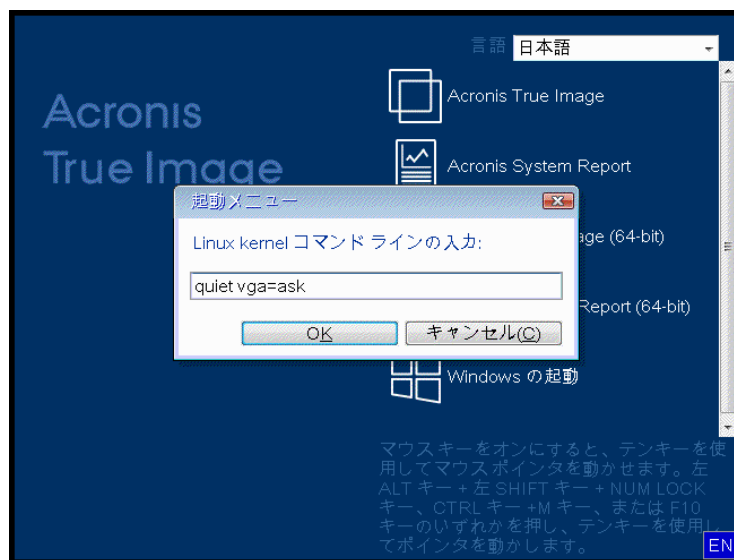 言語 日本語
Acronis
True Image
Acronis True Image
Acronis System Report
起動メニュー
Linux kernel コマンド ラインの入力:
quiet vga=ask
OK
キャンセル(C)
age (64-bit)
Report (64-bit)
Windows の起動
マウスキーをオンにすると、テンキーを使
用してマウスポインタを動かせます。左
ALT キー + 左 SHIFT キー + NUM LOCK
キー、CTRL キー +M キー、または F10
キーのいずれかを押し、テンキーを使用し
てポインタを動かします。
EN